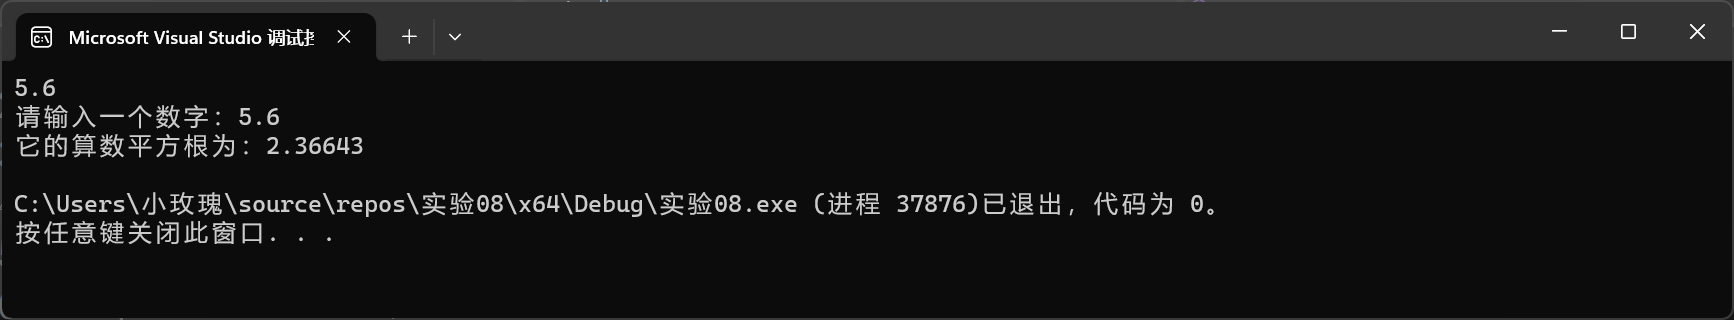 Microsoft Visual Studio 调试
5.6
请输入一个数字：5.6
它的算数平方根为：2.36643
C:\Users\小玫瑰\source\repos\实验08\x64\Debug\实验08.exe (进程 37876)已退出，代码为 0。
按任意键关闭此窗口. . .